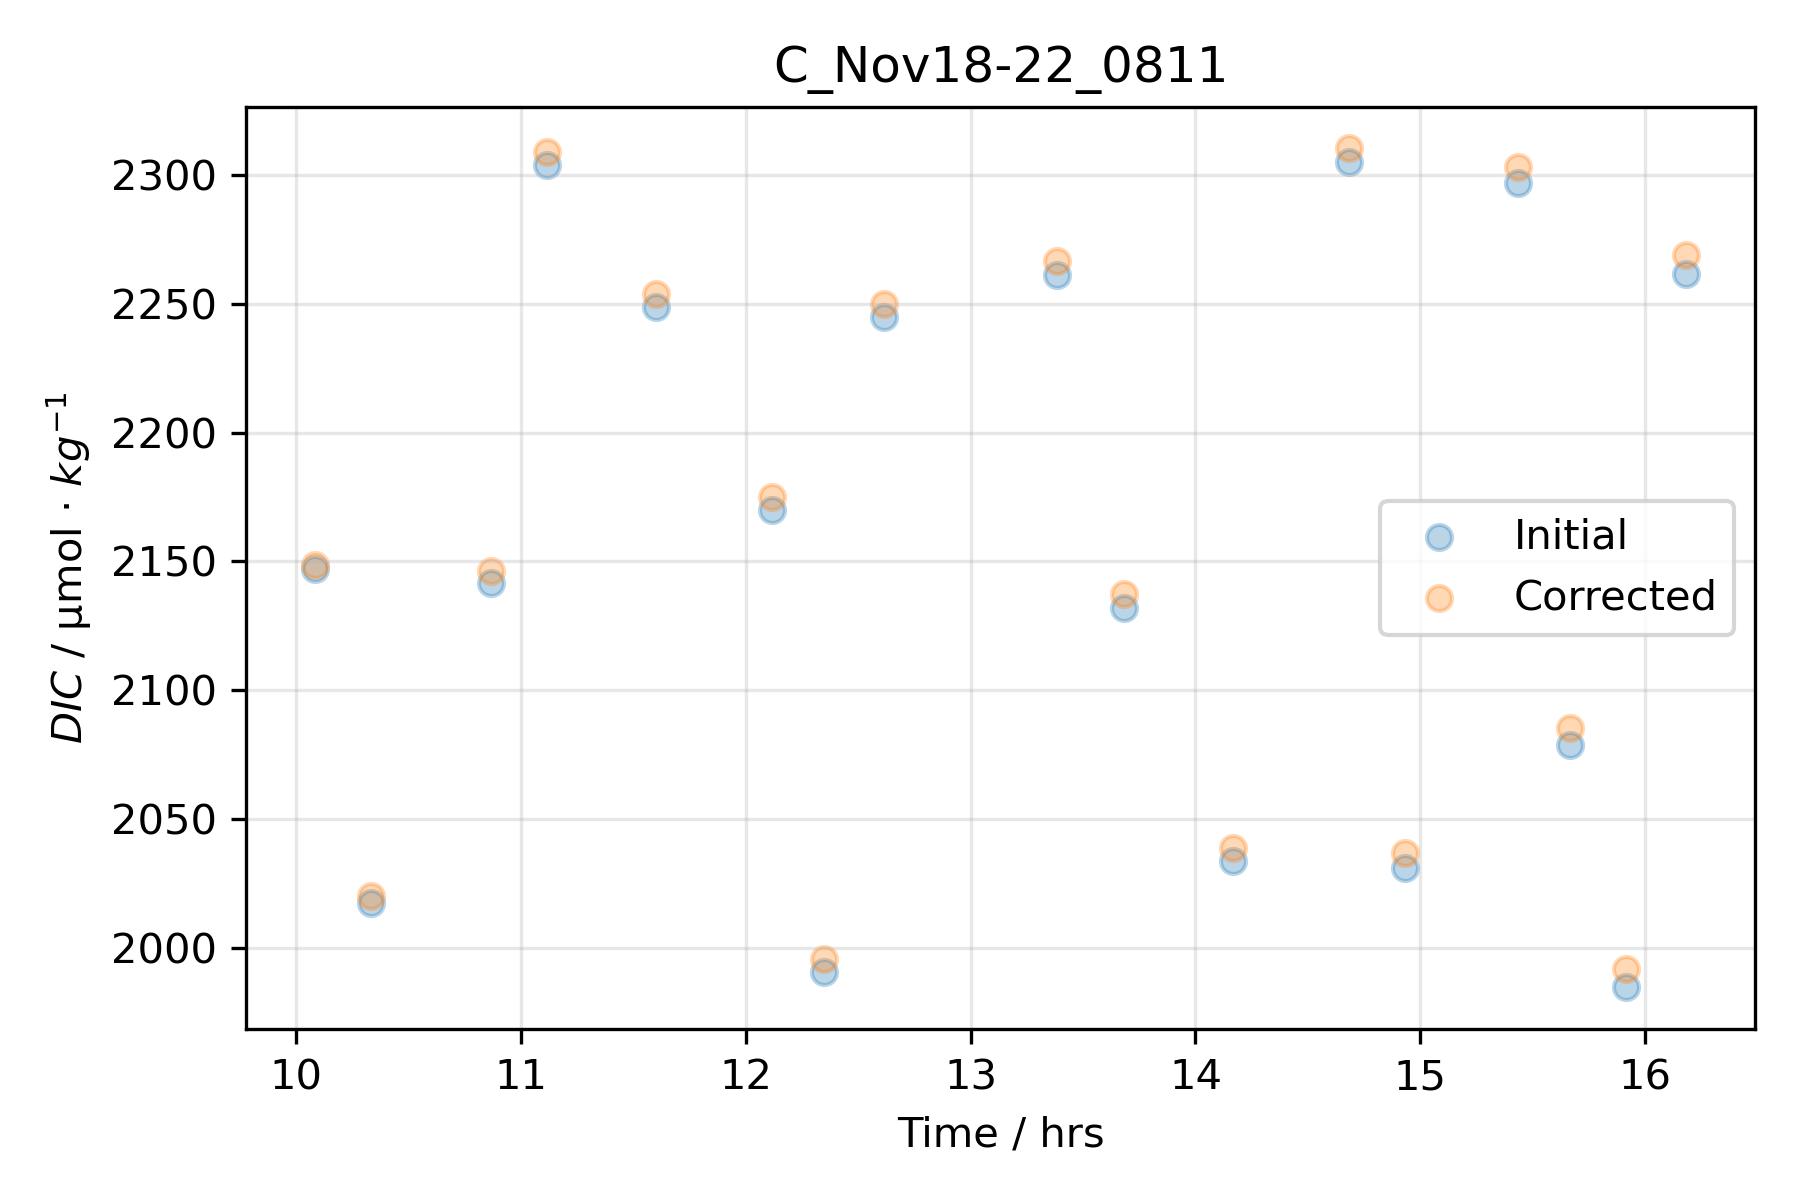 C_Nov18-22_0811
DIC / µmol · kg⁻¹
2300
2250
2200
2150
2100
2050
2000
Initial
Corrected
10 11 12 13 14 15 16
Time / hrs